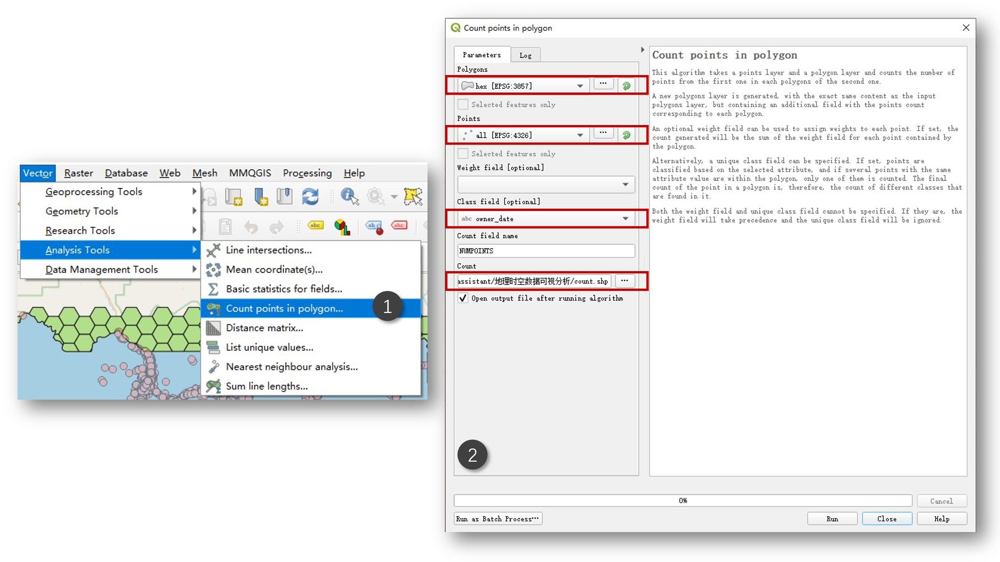 Vector Raster Database Web Mesh MMQGIS Processing Help
Geoprocessing Tools
Geometry Tools
Research Tools
Analysis Tools
Data Management Tools
abc
ab
abc
Line intersections...
Mean coordinate(s)...
Basic statistics for fields...
Count points in polygon...
Distance matrix...
List unique values...
Nearest neighbour analysis...
Sum line lengths...
1
Count points in polygon
Parameters Log
Polygons
hex [EPSG:3857]
...
Selected features only
Points
all [EPSG:4326]
...
Selected features only
Weight field [optional]
Class field [optional]
abc owner_date
Count field name
NUMPOINTS
Count
assistant/地理时空数据可视分析/count.shp
...
Open output file after running algorithm
2
Count points in polygon
This algorithm takes a points layer and a polygon layer and counts the number of
points from the first one in each polygons of the second one.
A new polygons layer is generated, with the exact same content as the input
polygons layer, but containing an additional field with the points count
corresponding to each polygon.
An optional weight field can be used to assign weights to each point. If set, the
count generated will be the sum of the weight field for each point contained by
the polygon.
Alternatively, a unique class field can be specified. If set, points are
classified based on the selected attribute, and if several points with the same
attribute value are within the polygon, only one of them is counted. The final
count of the point in a polygon is, therefore, the count of different classes that
are found in it.
Both the weight field and unique class field cannot be specified. If they are, the
weight field will take precedence and the unique class field will be ignored.
0%
Cancel
Run as Batch Process...
Run
Close
Help